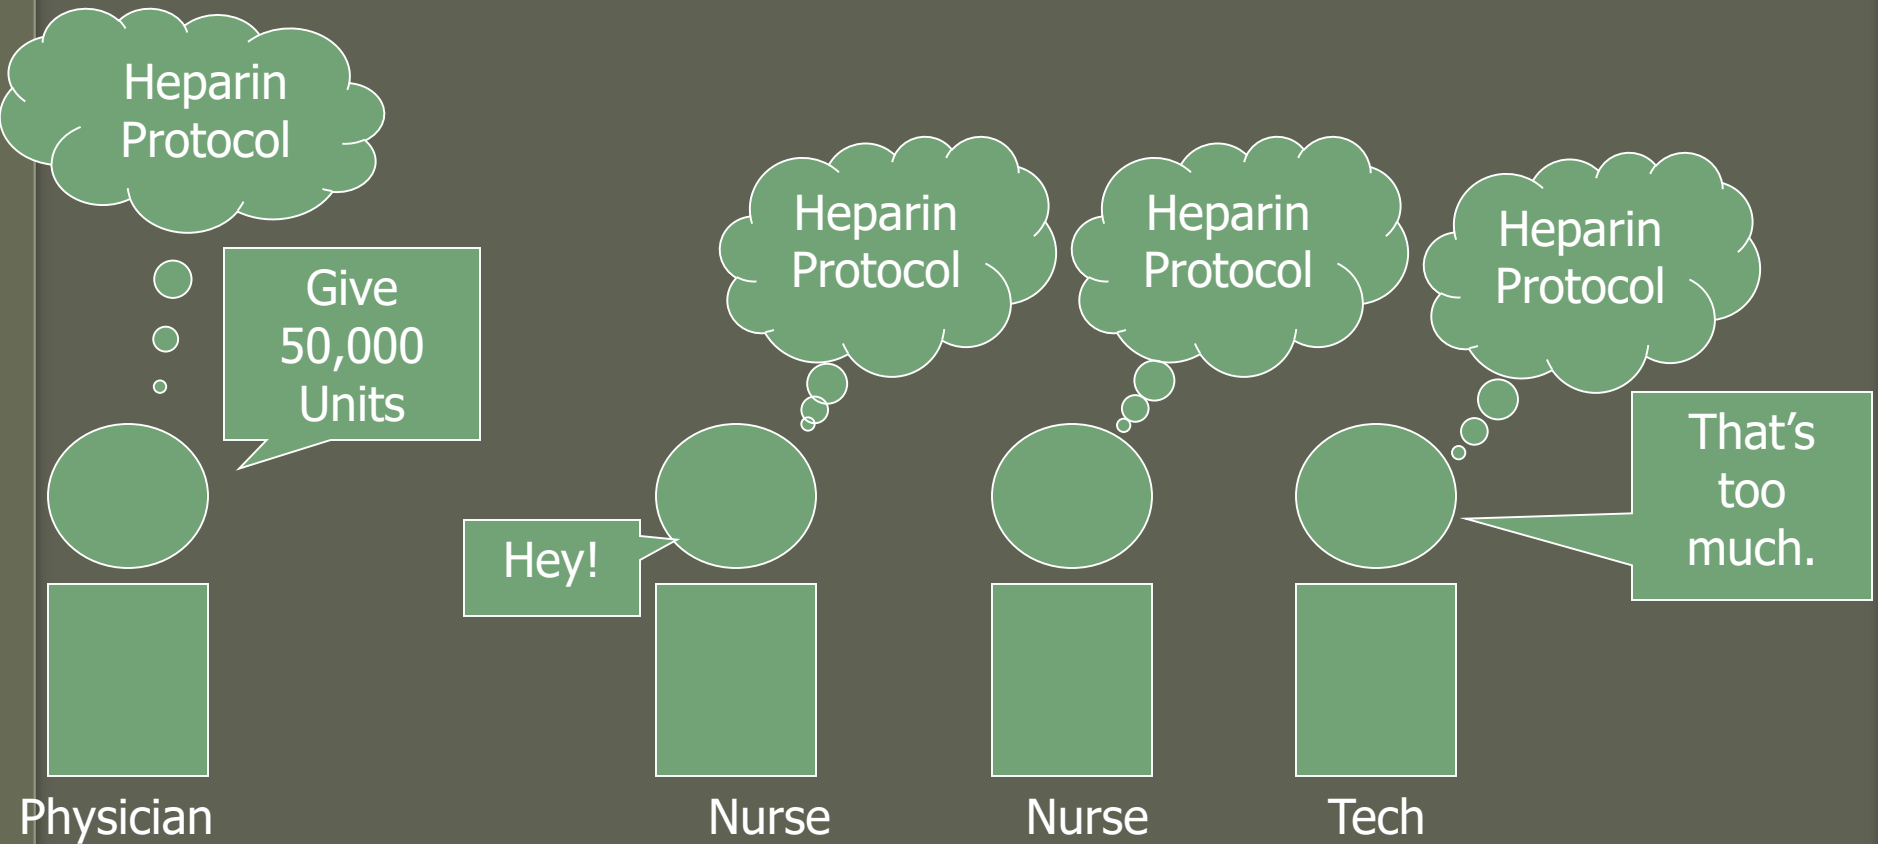 Heparin
Protocol
Give
50,000
Units
Hey!
Heparin
Protocol
Heparin
Protocol
Heparin
Protocol
That’s
too
much.
Physician
Nurse
Nurse
Tech